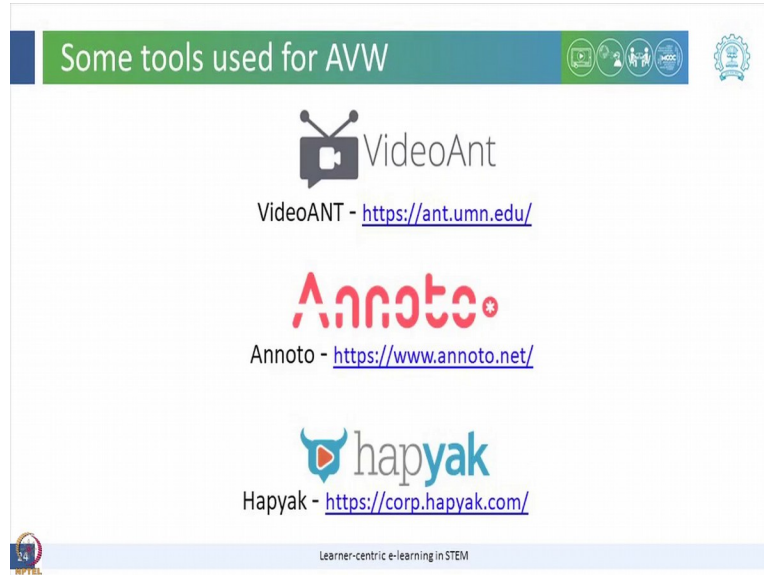 Some tools used for AVW
MOOC
VideoAnt
VideoANT - https://ant.umn.edu/
Annoto
Annoto - https://www.annoto.net/
hapyak
Hapyak - https://corp.hapyak.com/
24
NPTEL
Learner-centric e-learning in STEM